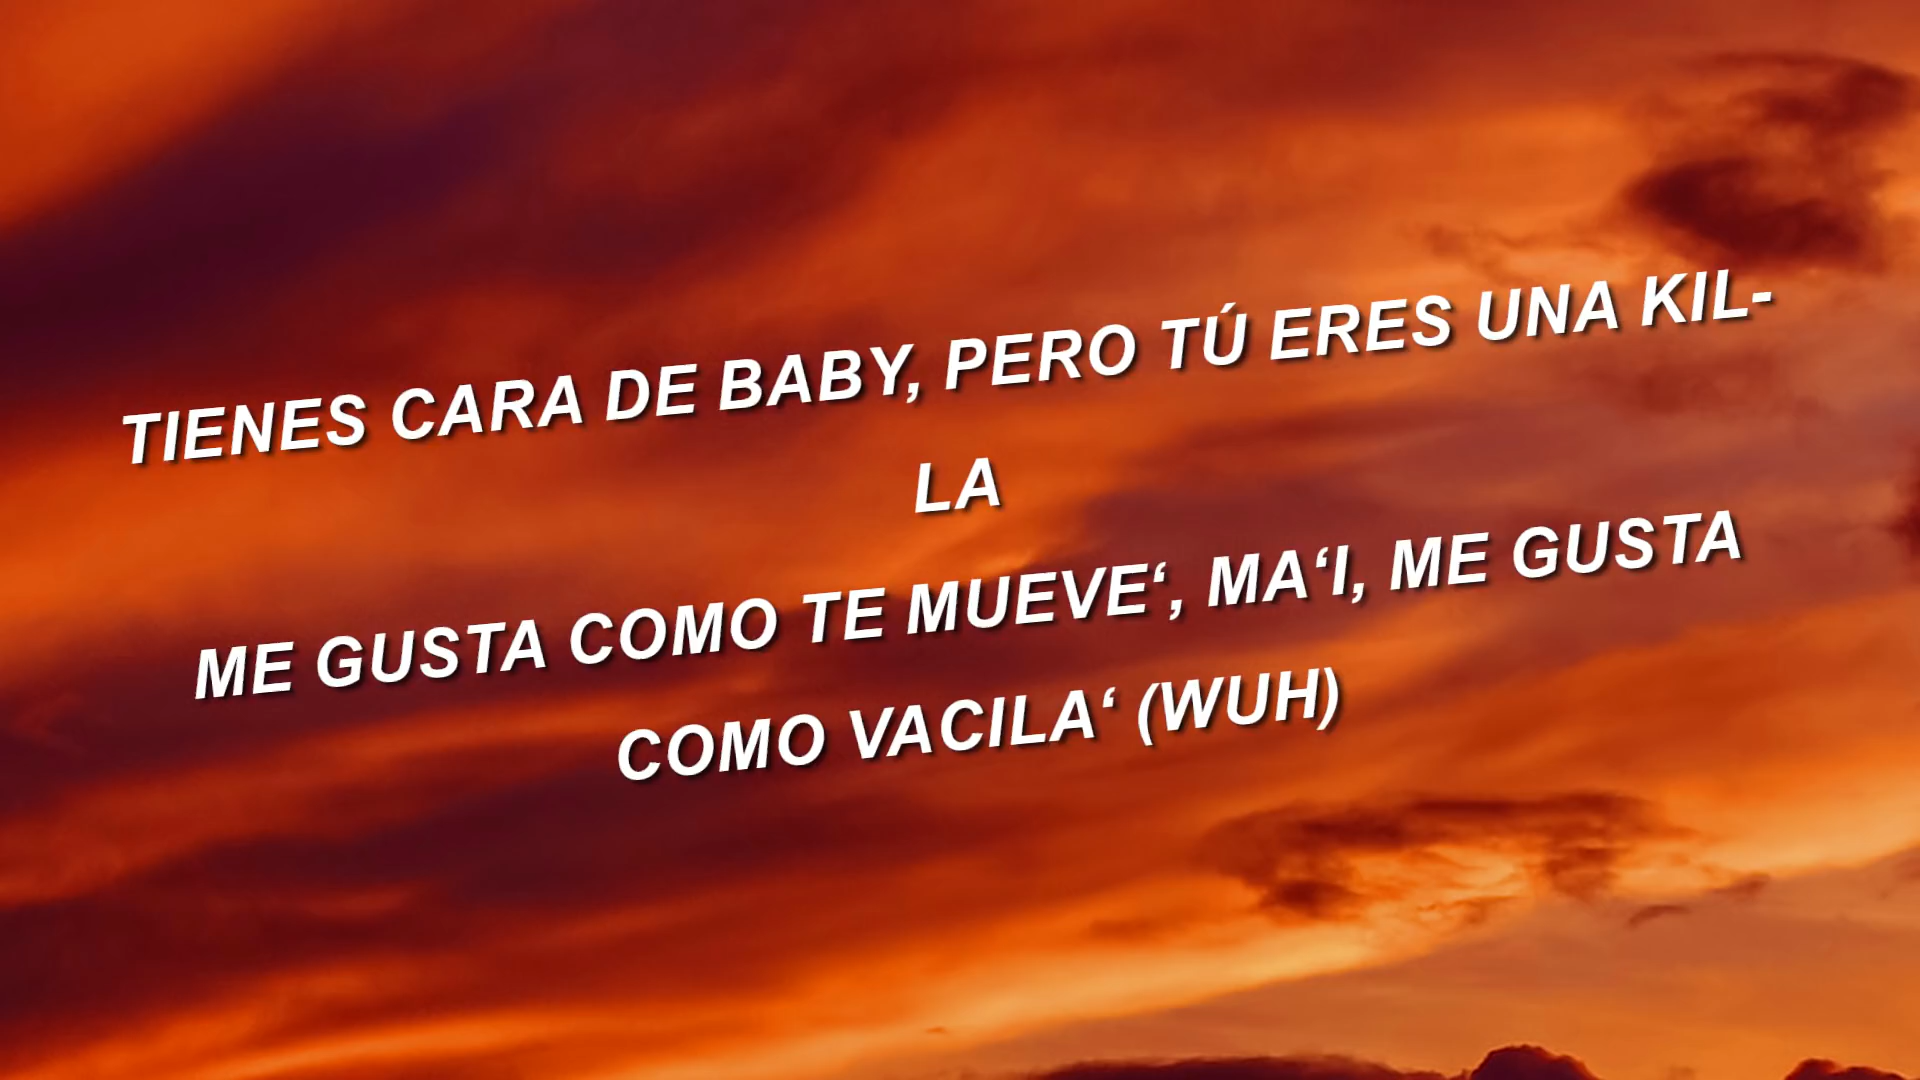 TIENES CARA DE BABY, PERO TÚ ERES UNA KIL-
LA
ME GUSTA COMO TE MUEVE‘, MA‘I, ME GUSTA
COMO VACILA‘ (WUH)